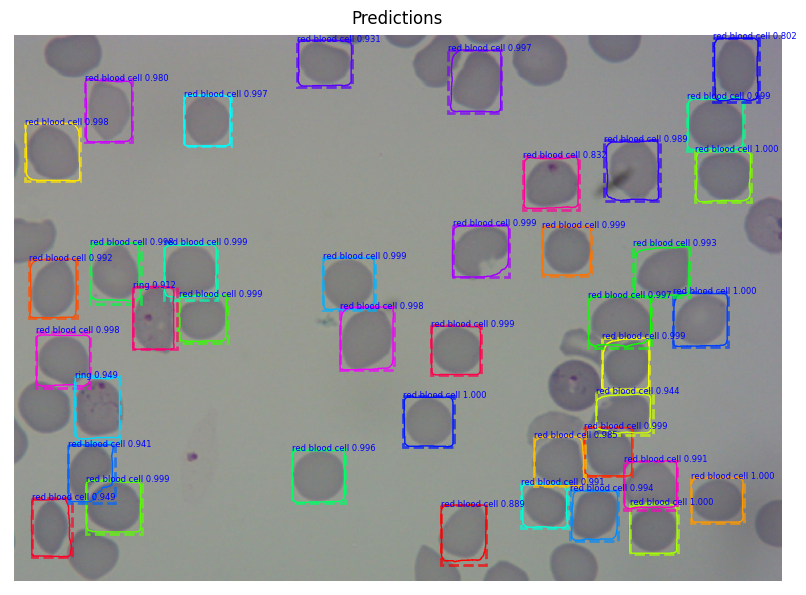 Predictions
red blood cell 0.931
red blood cell 0.802
red blood cell 0.997
red blood cell 0.980
red blood cell 0.997
red blood cell 0.999
red blood cell 0.998
red blood cell 0.989
red blood cell 1.000
red blood cell 0.832
red blood cell 0.999
red blood cell 0.999
red blood cell 0.998
red blood cell 0.999
red blood cell 0.993
red blood cell 0.992
red blood cell 0.999
ring 0.912
red blood cell 0.999
red blood cell 1.000
red blood cell 0.997
red blood cell 0.998
red blood cell 0.998
red blood cell 0.999
red blood cell 0.999
ring 0.949
red blood cell 0.944
red blood cell 1.000
red blood cell 0.999
red blood cell 0.985
red blood cell 0.941
red blood cell 0.996
red blood cell 0.991
red blood cell 1.000
red blood cell 0.999
red blood cell 0.991
red blood cell 0.994
red blood cell 0.949
red blood cell 1.000
red blood cell 0.889